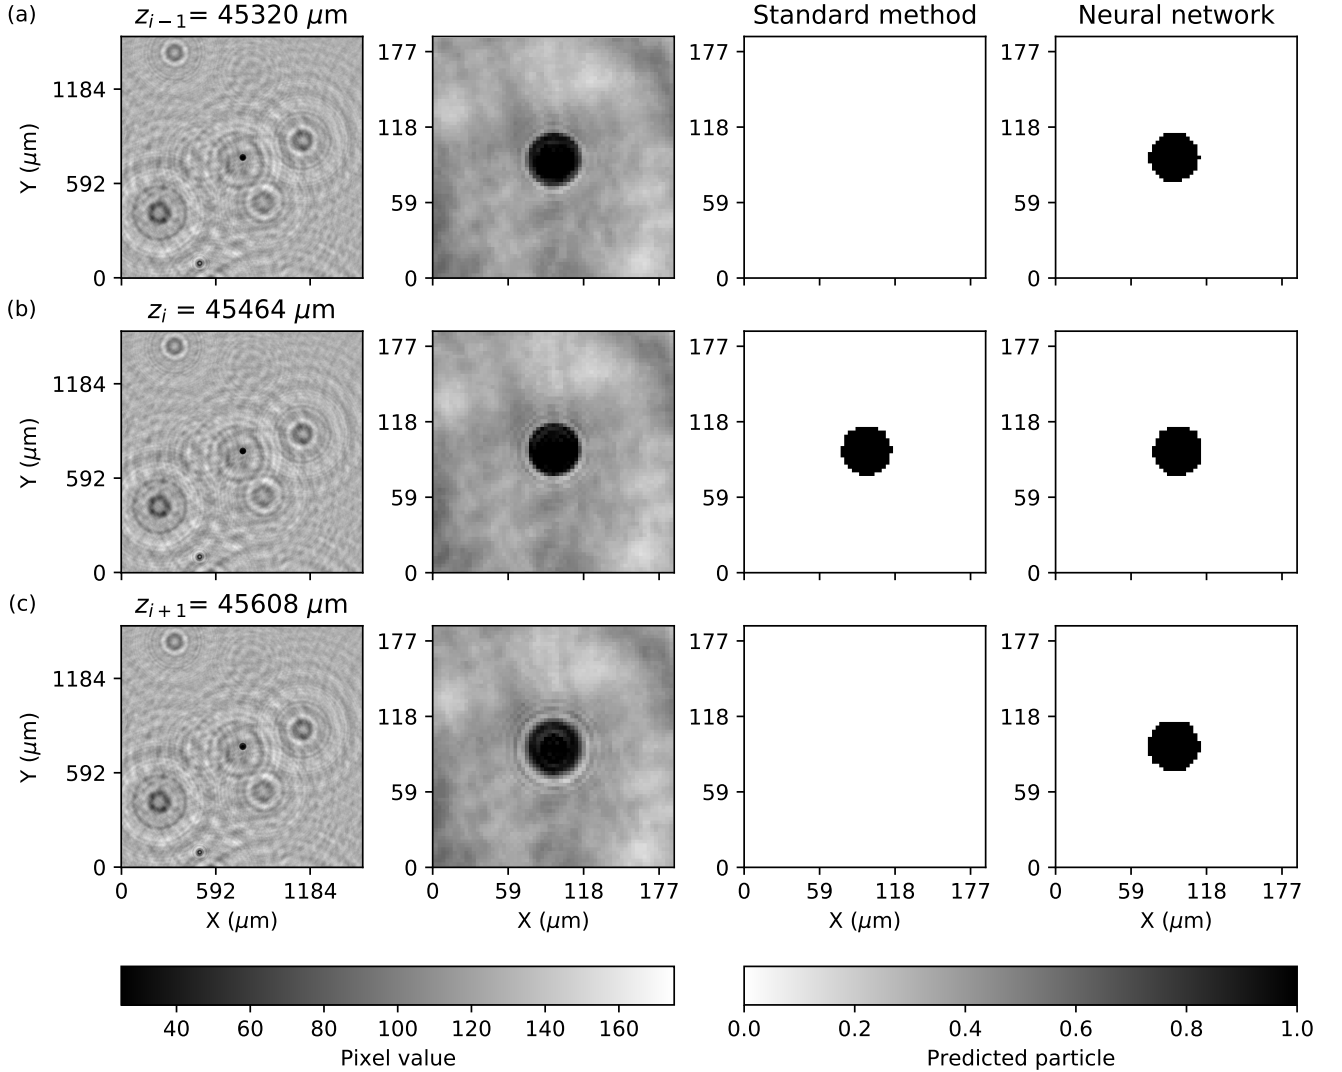 (a) z_{i−1} = 45320 μm Standard method Neural network
Y (μm) 1184 592 0
177 118 59 0
177 118 59 0
177 118 59 0
(b) z_i = 45464 μm
Y (μm) 1184 592 0
177 118 59 0
177 118 59 0
177 118 59 0
(c) z_{i+1}= 45608 μm
Y (μm) 1184 592 0
177 118 59 0
177 118 59 0
177 118 59 0
0 592 1184 0 59 118 177 0 59 118 177 0 59 118 177
X (μm) X (μm) X (μm) X (μm)
40 60 80 100 120 140 160
Pixel value
0.0 0.2 0.4 0.6 0.8 1.0
Predicted particle